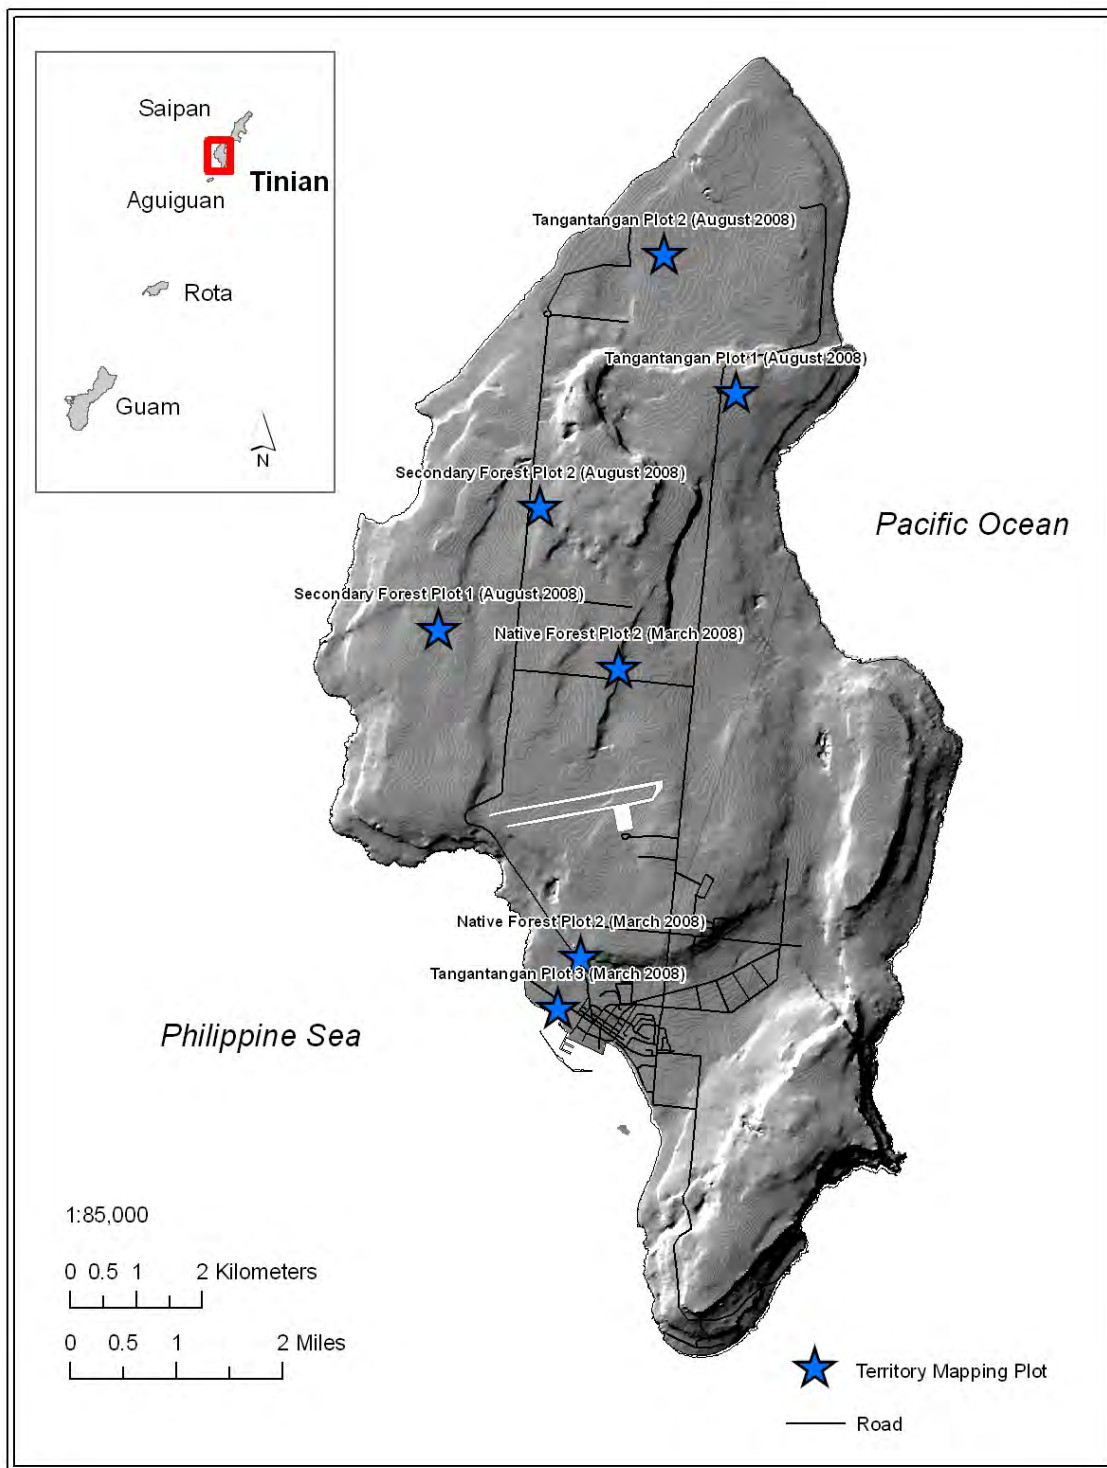 Saipan
Tinian
Aguiguan
Rota
Guam
N
Tangantangan Plot 2 (August 2008)
Tangantangan Plot 1 (August 2008)
Secondary Forest Plot 2 (August 2008)
Pacific Ocean
Secondary Forest Plot 1 (August 2008)
Native Forest Plot 2 (March 2008)
Native Forest Plot 2 (March 2008)
Tangantangan Plot 3 (March 2008)
Philippine Sea
1:85,000
0 0.5 1 2 Kilometers
0 0.5 1 2 Miles
Territory Mapping Plot
Road